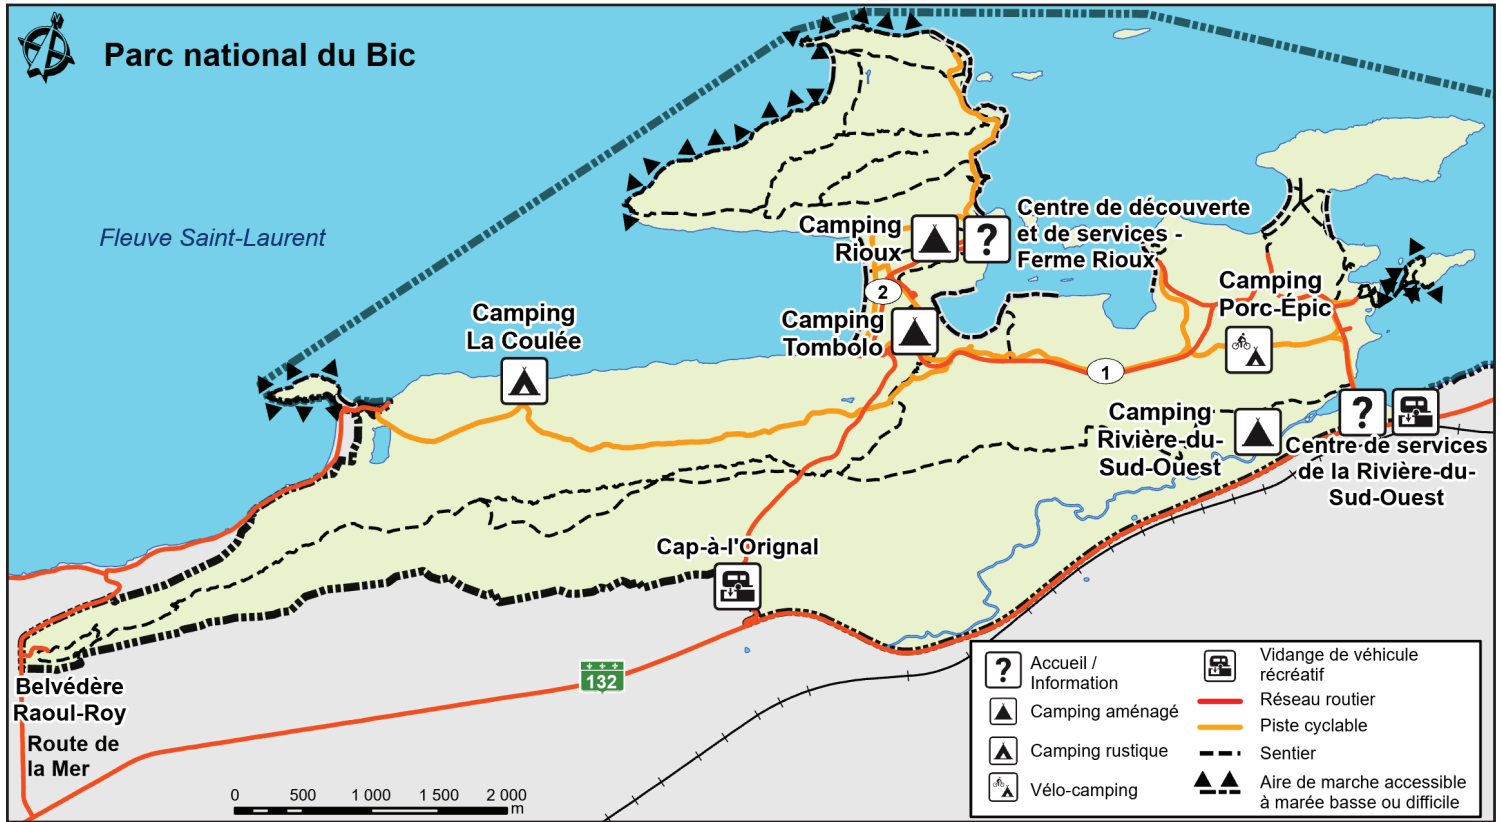 Parc national du Bic
Fleuve Saint-Laurent
Camping
Rioux
Centre de découverte
et de services -
Ferme Rioux
?
2
Camping
Porc-Épic
Camping
La Coulée
Camping
Tombolo
1
Camping
Rivière-du-
Sud-Ouest
?
Centre de services
de la Rivière-du-
Sud-Ouest
Cap-à-l'Orignal
132
Belvédère
Raoul-Roy
Route de
la Mer
0 500 1 000 1 500 2 000
m
?
Accueil /
Information
Camping aménagé
Camping rustique
Vélo-camping
Vidange de véhicule
récréatif
Réseau routier
Piste cyclable
Sentier
Aire de marche accessible
à marée basse ou difficile